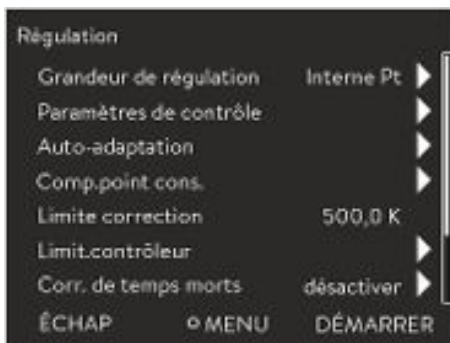 Régulation
Grandeur de régulation Interne Pt
Paramètres de contrôle
Auto-adaptation
Comp.point cons.
Limite correction 500,0 K
Limit.contrôleur
Corr. de temps morts désactiver
ÉCHAP MENU DÉMARRER